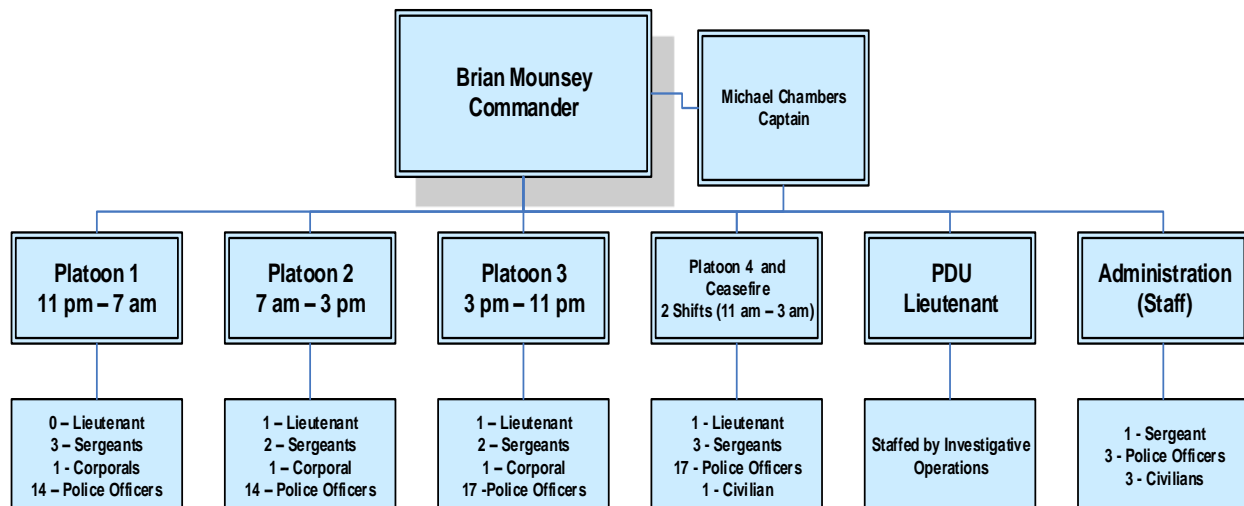 Brian Mounsey
Commander
Michael Chambers
Captain
Platoon 1
11 pm – 7 am
Platoon 2
7 am – 3 pm
Platoon 3
3 pm – 11 pm
Platoon 4 and
Ceasefire
2 Shifts (11 am – 3 am)
PDU
Lieutenant
Administration
(Staff)
0 – Lieutenant
3 – Sergeants
1 - Corporals
14 – Police Officers
1 – Lieutenant
2 – Sergeants
1 – Corporal
14 – Police Officers
1 – Lieutenant
2 – Sergeants
1 – Corporal
17 -Police Officers
1 - Lieutenant
3 - Sergeants
17 - Police Officers
1 - Civilian
Staffed by Investigative
Operations
1 - Sergeant
3 - Police Officers
3 - Civilians